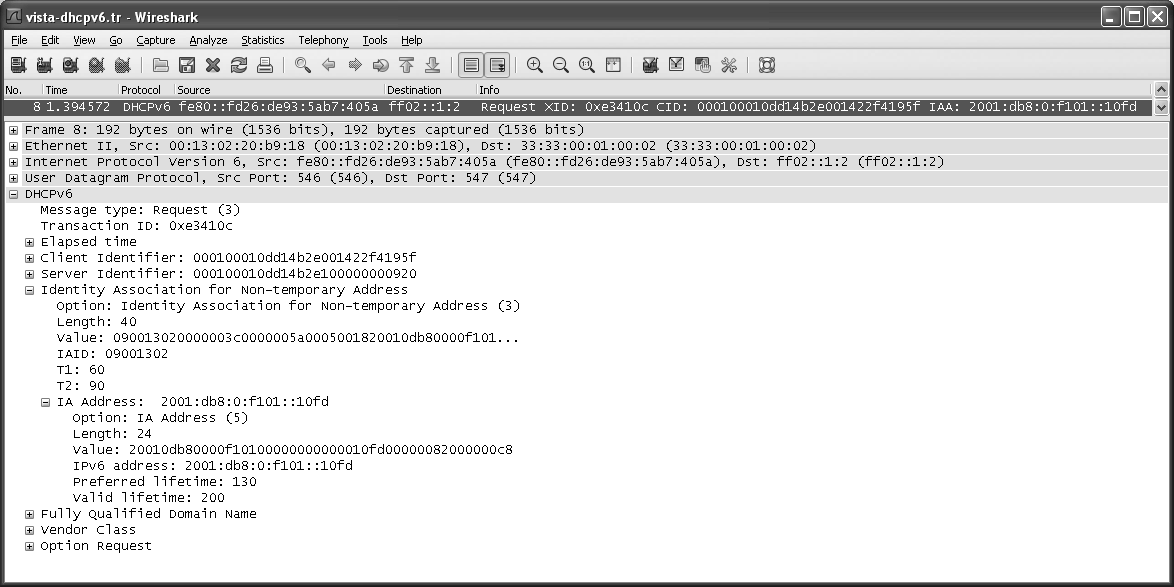 vista-dhcpv6.tr - Wireshark
File Edit View Go Capture Analyze Statistics Telephony Tools Help
No. Time Protocol Source Destination Info
8 1.394572 DHCPv6 fe80::fd26:de93:5ab7:405a ff02::1:2 Request XID: 0xe3410c CID: 000100010dd14b2e001422f4195f IAA: 2001:db8:0:f101::10fd
Frame 8: 192 bytes on wire (1536 bits), 192 bytes captured (1536 bits)
Ethernet II, Src: 00:13:02:20:b9:18 (00:13:02:20:b9:18), Dst: 33:33:00:01:00:02 (33:33:00:01:00:02)
Internet Protocol Version 6, Src: fe80::fd26:de93:5ab7:405a (fe80::fd26:de93:5ab7:405a), Dst: ff02::1:2 (ff02::1:2)
User Datagram Protocol, Src Port: 546 (546), Dst Port: 547 (547)
DHCPv6
Message type: Request (3)
Transaction ID: 0xe3410c
Elapsed time
Client Identifier: 000100010dd14b2e001422f4195f
Server Identifier: 000100010dd14b2e100000000920
Identity Association for Non-temporary Address
Option: Identity Association for Non-temporary Address (3)
Length: 40
Value: 090013020000003c0000005a0005001820010db80000f101...
IAID: 09001302
T1: 60
T2: 90
IA Address: 2001:db8:0:f101::10fd
Option: IA Address (5)
Length: 24
Value: 20010db80000f10100000000000010fd00000082000000c8
IPv6 address: 2001:db8:0:f101::10fd
Preferred lifetime: 130
Valid lifetime: 200
Fully Qualified Domain Name
Vendor Class
Option Request